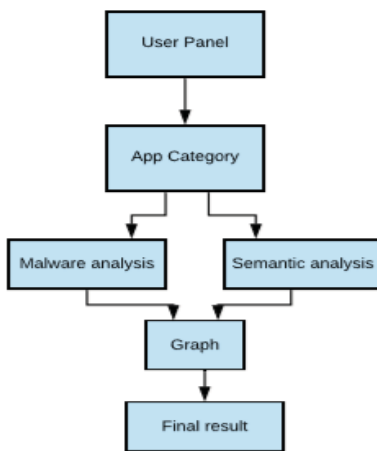 User Panel
App Category
Malware analysis
Semantic analysis
Graph
Final result